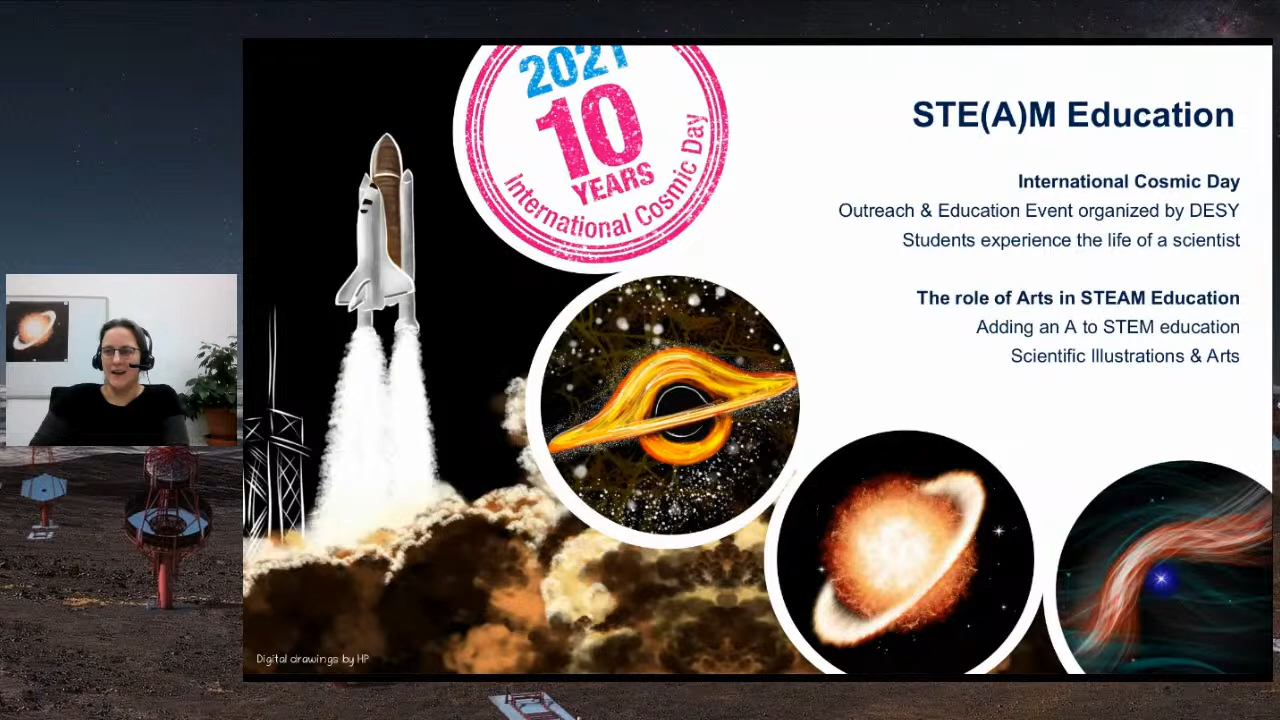 2021
10
YEARS
International Cosmic Day
STE(A)M Education
International Cosmic Day
Outreach & Education Event organized by DESY
Students experience the life of a scientist
The role of Arts in STEAM Education
Adding an A to STEM education
Scientific Illustrations & Arts
Digital drawings by HP